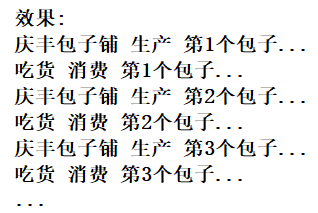 效果:
庆丰包子铺 生产 第1个包子...
吃货 消费 第1个包子...
庆丰包子铺 生产 第2个包子...
吃货 消费 第2个包子...
庆丰包子铺 生产 第3个包子...
吃货 消费 第3个包子...
...